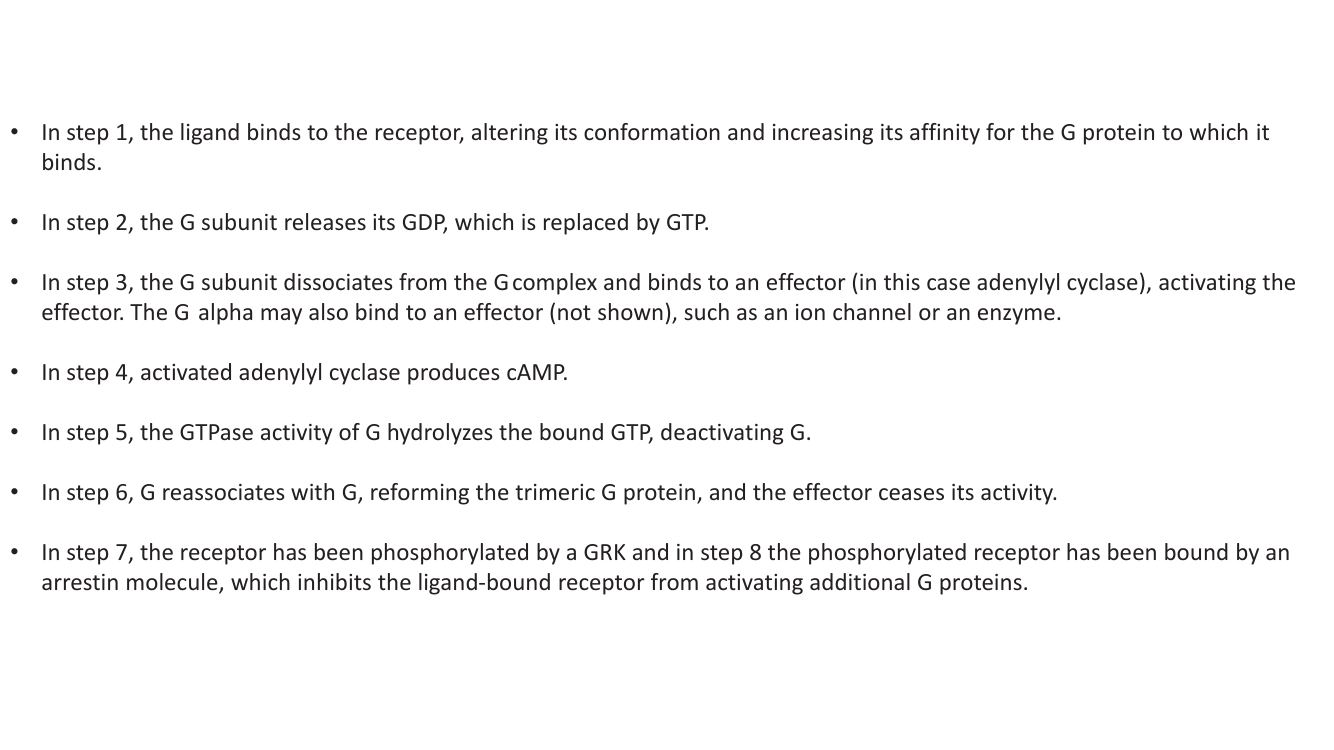 • In step 1, the ligand binds to the receptor, altering its conformation and increasing its affinity for the G protein to which it
binds.
• In step 2, the G subunit releases its GDP, which is replaced by GTP.
• In step 3, the G subunit dissociates from the G complex and binds to an effector (in this case adenylyl cyclase), activating the
effector. The G alpha may also bind to an effector (not shown), such as an ion channel or an enzyme.
• In step 4, activated adenylyl cyclase produces cAMP.
• In step 5, the GTPase activity of G hydrolyzes the bound GTP, deactivating G.
• In step 6, G reassociates with G, reforming the trimeric G protein, and the effector ceases its activity.
• In step 7, the receptor has been phosphorylated by a GRK and in step 8 the phosphorylated receptor has been bound by an
arrestin molecule, which inhibits the ligand-bound receptor from activating additional G proteins.